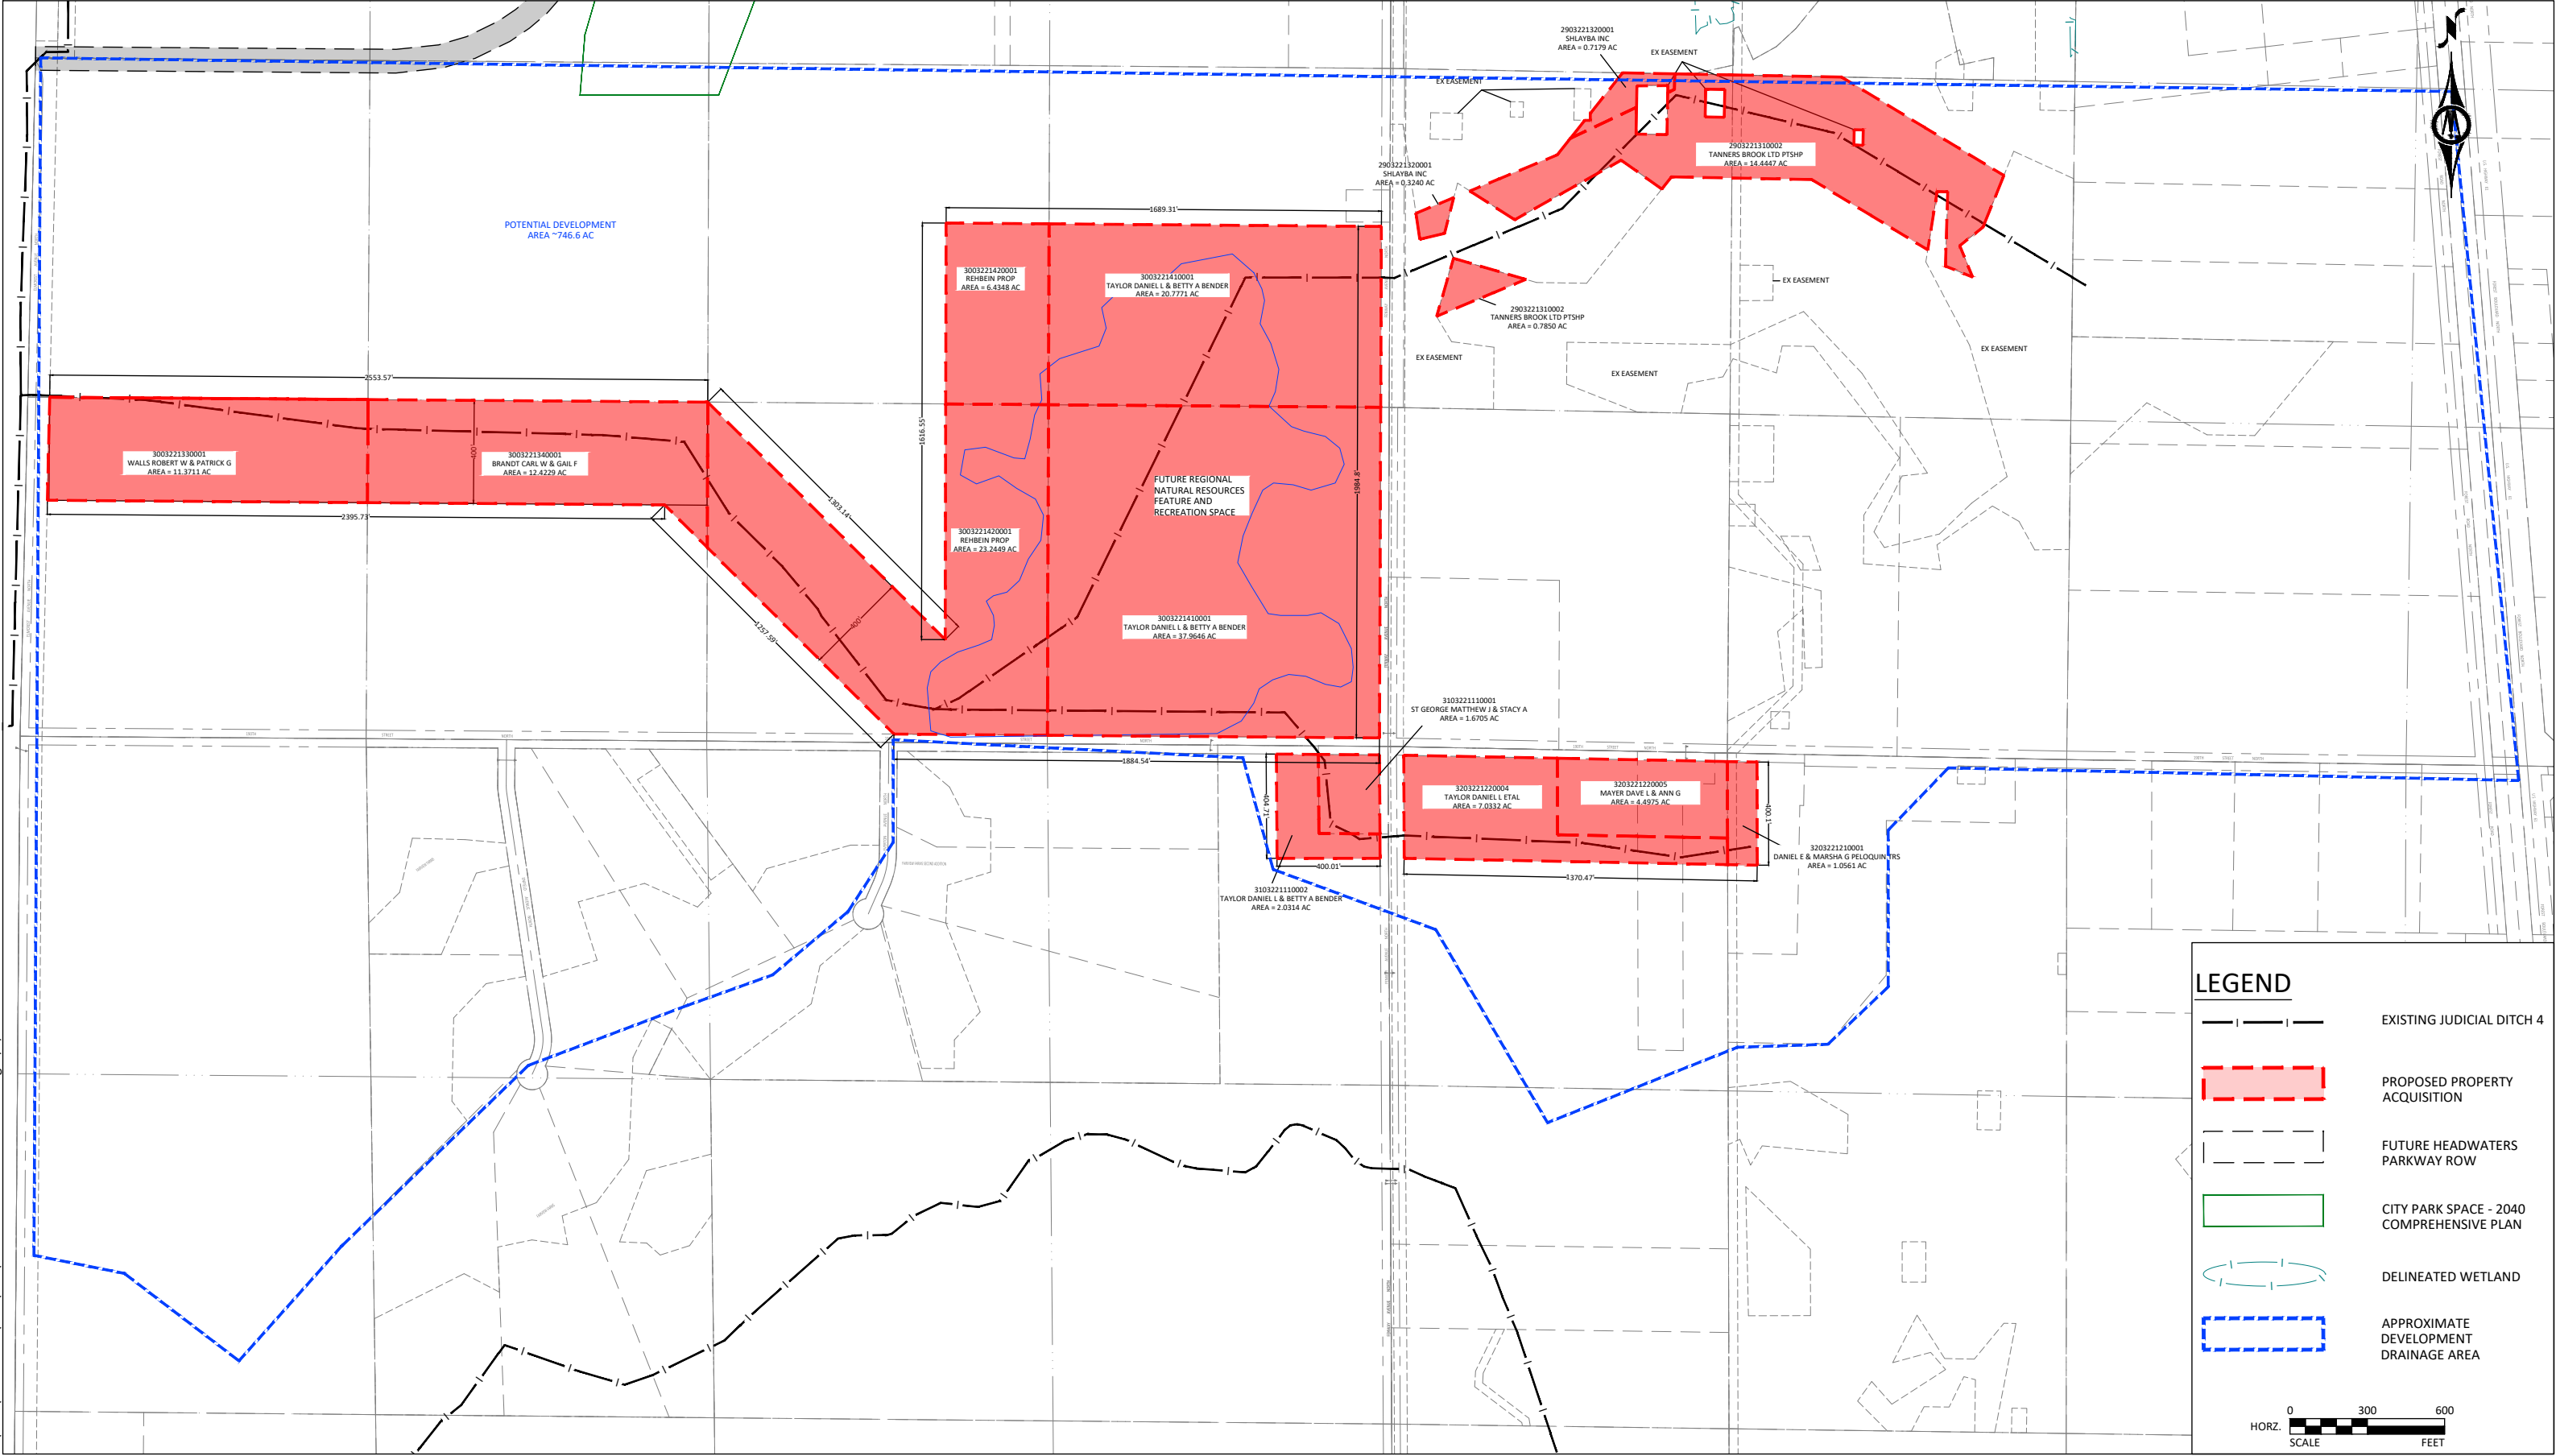 2903221320001
SHLAYBA INC
AREA = 0.7179 AC
EX EASEMENT
EX EASEMENT
N
2903221310002
TANNERS BROOK LTD PTSHP
AREA = 14.4447 AC
2903221320001
SHLAYBA INC
AREA = 0.3240 AC
1689.31'
POTENTIAL DEVELOPMENT
AREA ~746.6 AC
3003221420001
REHBEIN PROP
AREA = 6.4348 AC
3003221410001
TAYLOR DANIEL L & BETTY A BENDER
AREA = 20.7771 AC
EX EASEMENT
2903221310002
TANNERS BROOK LTD PTSHP
AREA = 0.7850 AC
EX EASEMENT
EX EASEMENT
EX EASEMENT
2553.57'
1616.55'
3003221330001
WALLS ROBERT W & PATRICK G
AREA = 11.3711 AC
3003221340001
BRANDT CARL W & GAIL F
AREA = 12.4229 AC
400'
1984.8'
FUTURE REGIONAL
NATURAL RESOURCES
FEATURE AND
RECREATION SPACE
1303.14'
2395.73'
3003221420001
REHBEIN PROP
AREA = 23.2449 AC
400'
1257.59'
3003221410001
TAYLOR DANIEL L & BETTY A BENDER
AREA = 37.9646 AC
3103221110001
ST GEORGE MATTHEW J & STACY A
AREA = 1.6705 AC
1884.54'
404.71'
3203221220004
TAYLOR DANIEL L ETAL
AREA = 7.0332 AC
3203221220005
MAYER DAVE L & ANN G
AREA = 4.4975 AC
400.1'
3203221210001
DANIEL E & MARSHA G PELOQUIN TRS
AREA = 1.0561 AC
400.01'
1370.47'
3103221110002
TAYLOR DANIEL L & BETTY A BENDER
AREA = 2.0314 AC
LEGEND
EXISTING JUDICIAL DITCH 4
PROPOSED PROPERTY
ACQUISITION
FUTURE HEADWATERS
PARKWAY ROW
CITY PARK SPACE - 2040
COMPREHENSIVE PLAN
DELINEATED WETLAND
APPROXIMATE
DEVELOPMENT
DRAINAGE AREA
0 300 600
HORZ.
SCALE FEET